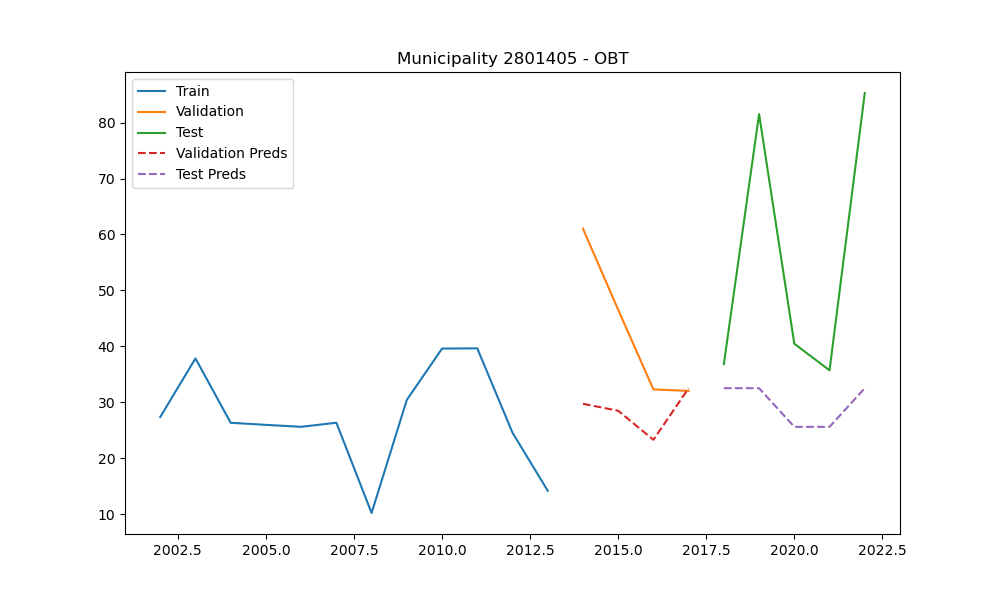 Municipality 2801405 - OBT
Train
Validation
Test
Validation Preds
Test Preds
80
70
60
50
40
30
20
10
2002.5 2005.0 2007.5 2010.0 2012.5 2015.0 2017.5 2020.0 2022.5